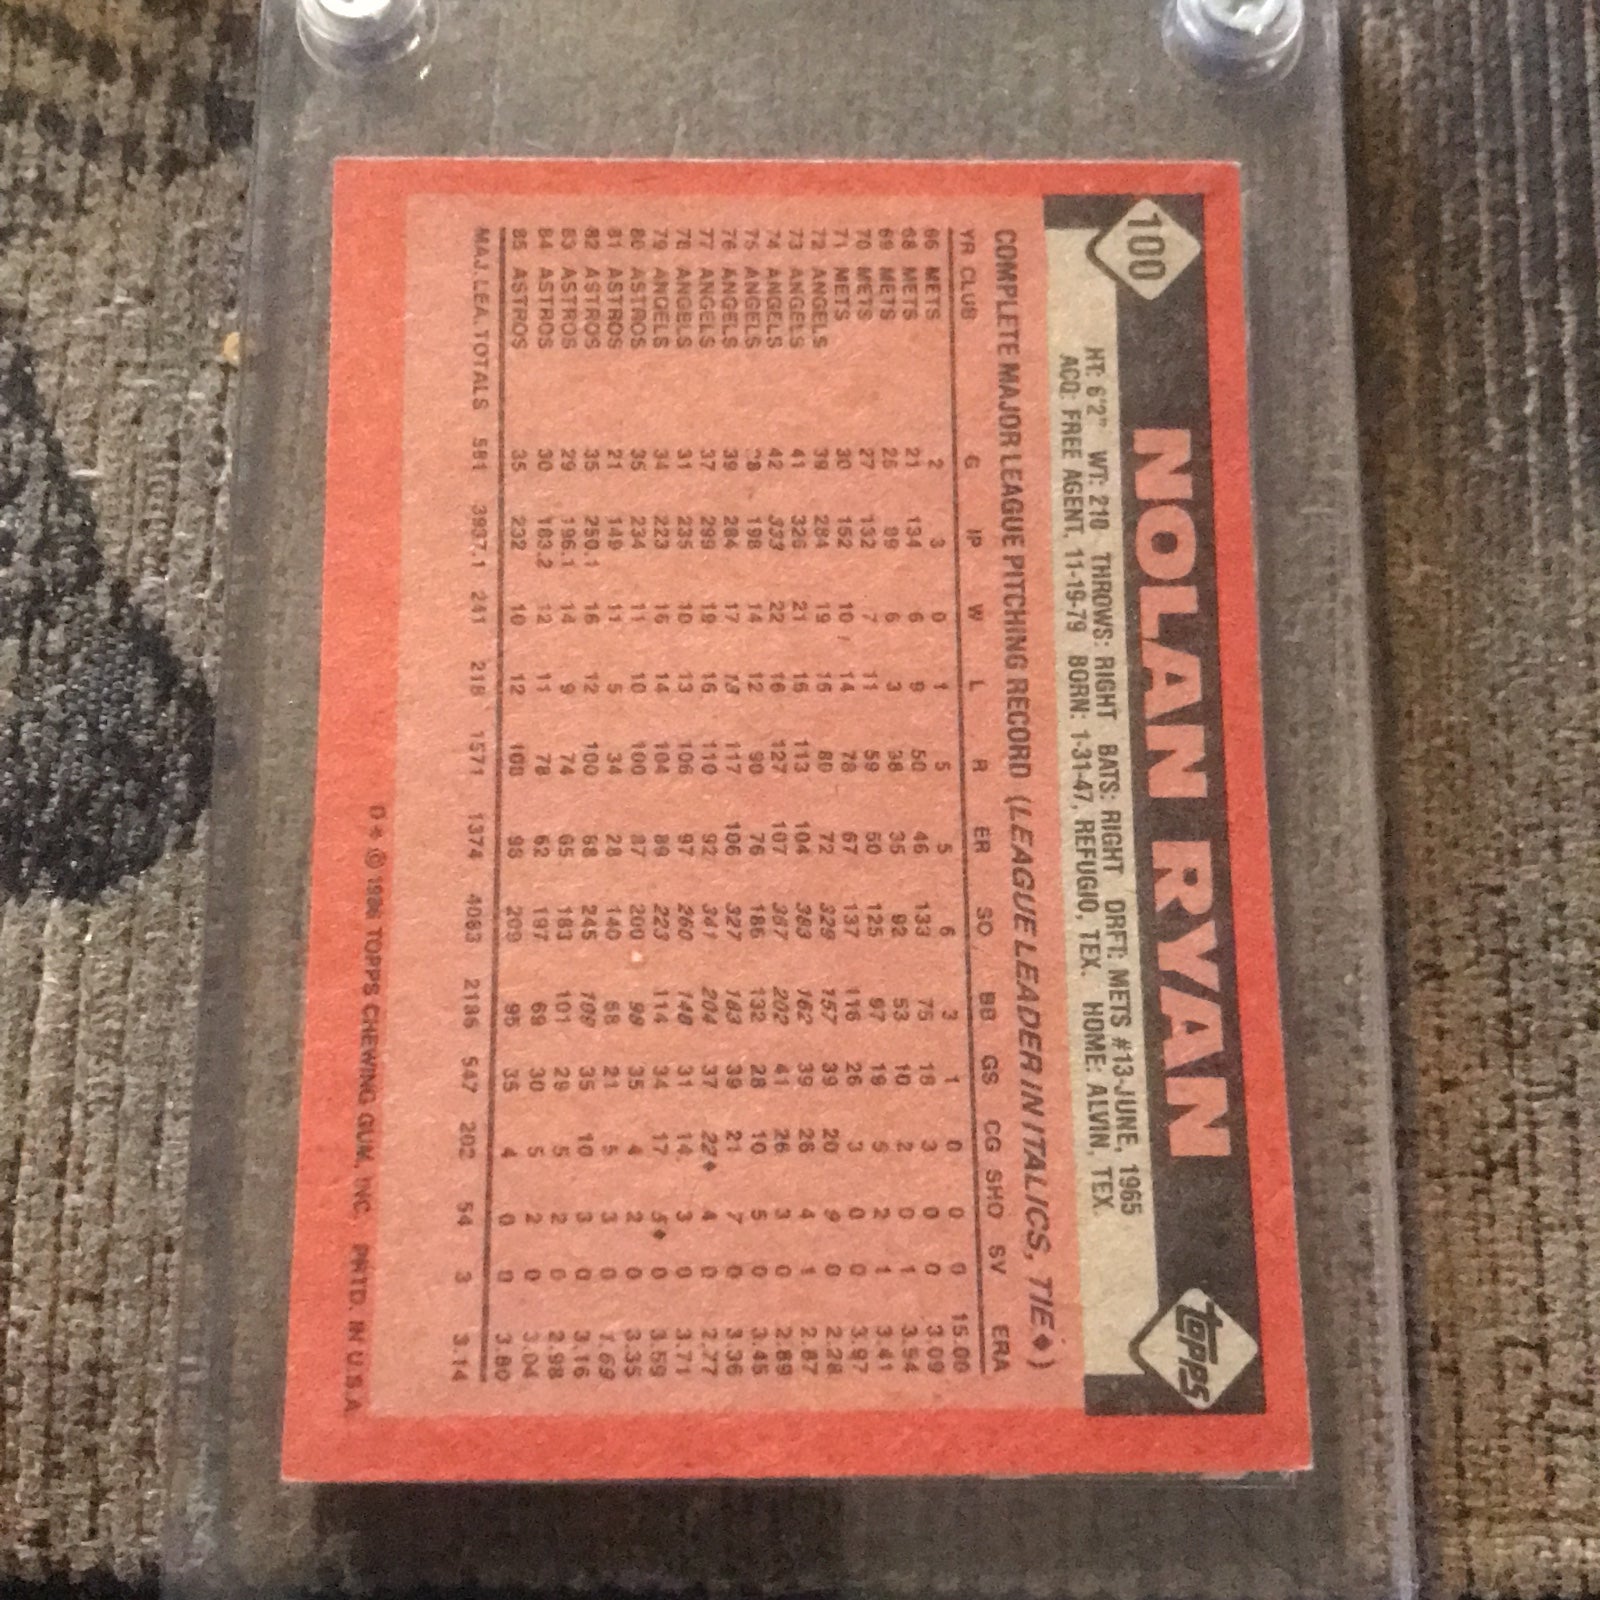 100
NOLAN RYAN
TOPPS
HT: 6'2" WT: 210 THROWS: RIGHT BATS: RIGHT DRFT: METS #13-JUNE, 1965
ACQ: FREE AGENT, 11-19-79 BORN: 1-31-47, REFUGIO, TEX. HOME: ALVIN, TEX.
COMPLETE MAJOR LEAGUE PITCHING RECORD (LEAGUE LEADER IN ITALICS, TIE♦)
YR CLUB G IP W L R ER SO BB GS CG SHO SV ERA
66 METS 2 3 0 1 5 5 6 3 1 0 0 0 15.00
68 METS 21 134 6 9 50 46 133 75 18 3 0 0 3.09
69 METS 25 89 6 3 38 35 92 53 10 2 0 1 3.54
70 METS 27 132 7 11 59 50 125 97 19 5 2 1 3.41
71 METS 30 152 10 14 78 67 137 116 26 3 0 0 3.97
72 ANGELS 39 284 19 16 80 72 329 157 39 20 9 0 2.28
73 ANGELS 41 326 21 16 113 104 383 162 39 26 4 1 2.87
74 ANGELS 42 333 22 16 127 107 367 202 41 26 3 0 2.89
75 ANGELS 28 198 14 12 90 76 186 132 28 10 5 0 3.45
76 ANGELS 39 284 17 18 117 106 327 183 39 21 7 0 3.36
77 ANGELS 37 299 19 16 110 92 341 204 37 22♦ 4 0 2.77
78 ANGELS 31 235 10 13 106 97 260 148 31 14 3 0 3.71
79 ANGELS 34 223 16 14 104 89 223 114 34 17 5♦ 0 3.59
80 ASTROS 35 234 11 10 100 87 200 98 35 4 2 0 3.35
81 ASTROS 21 149 11 5 34 28 140 68 21 5 3 0 1.69
82 ASTROS 35 250.1 16 12 100 88 245 109 35 10 3 0 3.16
83 ASTROS 29 196.1 14 9 74 65 183 101 29 5 2 0 2.98
84 ASTROS 30 183.2 12 11 78 62 197 69 30 5 2 0 3.04
85 ASTROS 35 232 10 12 108 98 209 95 35 4 0 0 3.80
MAJ. LEA. TOTALS 581 3937.1 241 218 1571 1374 4083 2186 547 202 54 3 3.14
D* © 1986 TOPPS CHEWING GUM, INC. PRTD. IN U.S.A.